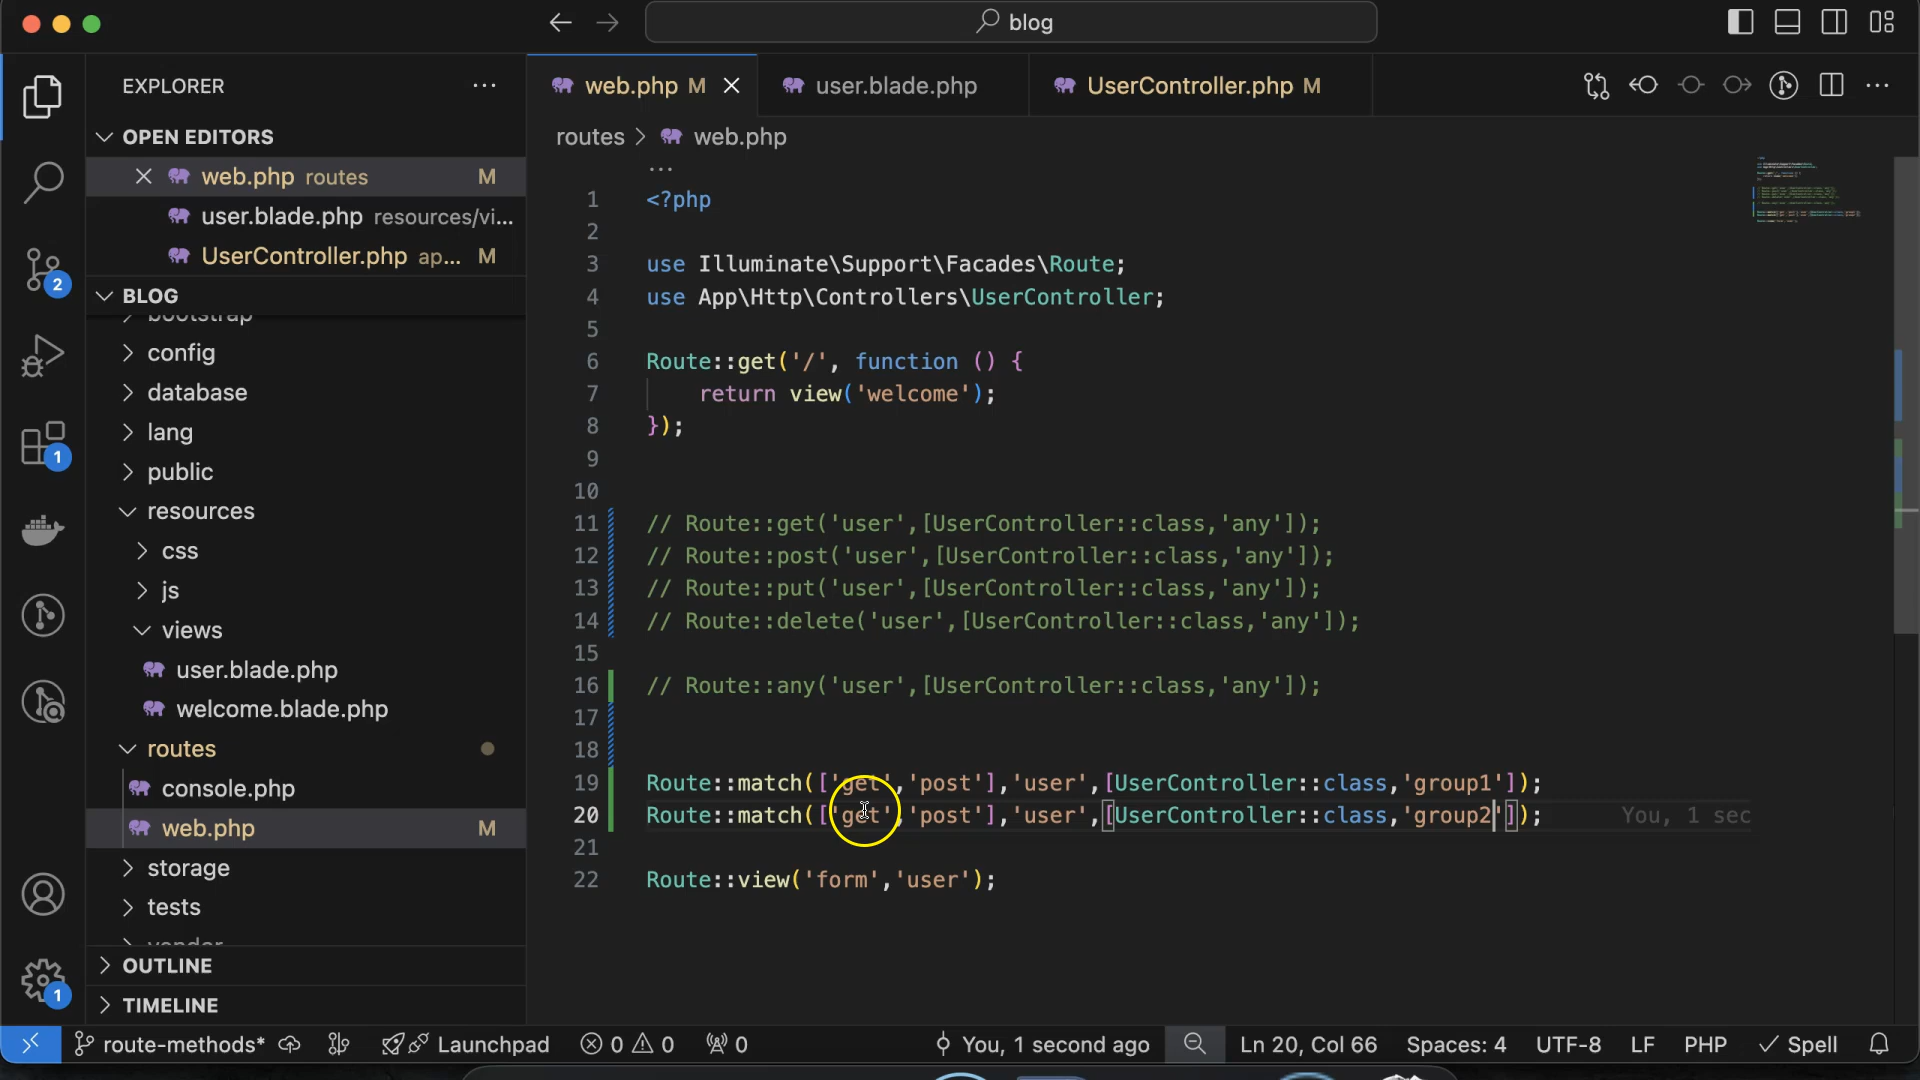 blog
EXPLORER
OPEN EDITORS
web.php routes M
user.blade.php resources/vi...
UserController.php ap... M
BLOG
bootstrap
config
database
lang
public
resources
css
js
views
user.blade.php
welcome.blade.php
routes
console.php
web.php M
storage
tests
vendor
OUTLINE
TIMELINE
web.php M
user.blade.php
UserController.php M
routes > web.php
...
1 <?php
2
3 use Illuminate\Support\Facades\Route;
4 use App\Http\Controllers\UserController;
5
6 Route::get('/', function () {
7 return view('welcome');
8 });
9
10
11 // Route::get('user',[UserController::class,'any']);
12 // Route::post('user',[UserController::class,'any']);
13 // Route::put('user',[UserController::class,'any']);
14 // Route::delete('user',[UserController::class,'any']);
15
16 // Route::any('user',[UserController::class,'any']);
17
18
19 Route::match(['get','post'],'user',[UserController::class,'group1']);
20 Route::match(['get','post'],'user',[UserController::class,'group2']); You, 1 sec
21
22 Route::view('form','user');
2
1
1
route-methods* Launchpad 0 0 0 You, 1 second ago Ln 20, Col 66 Spaces: 4 UTF-8 LF PHP Spell